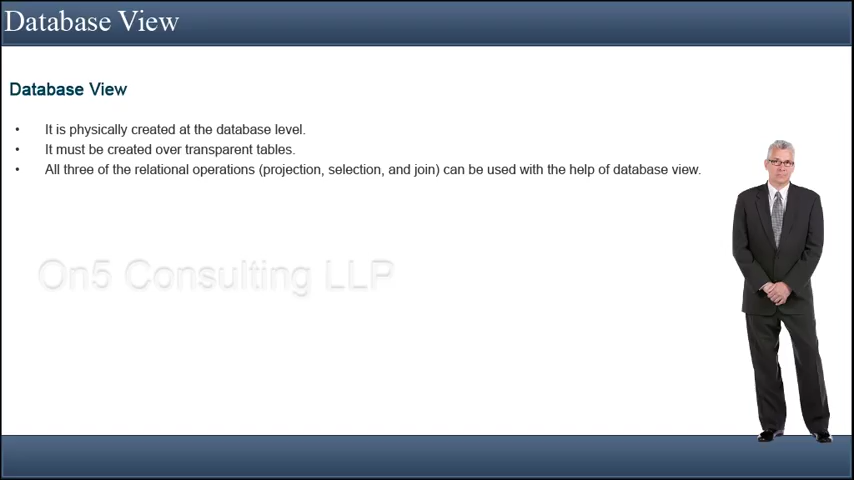 Database View
Database View
• It is physically created at the database level.
• It must be created over transparent tables.
• All three of the relational operations (projection, selection, and join) can be used with the help of database view.
On5 Consulting LLP